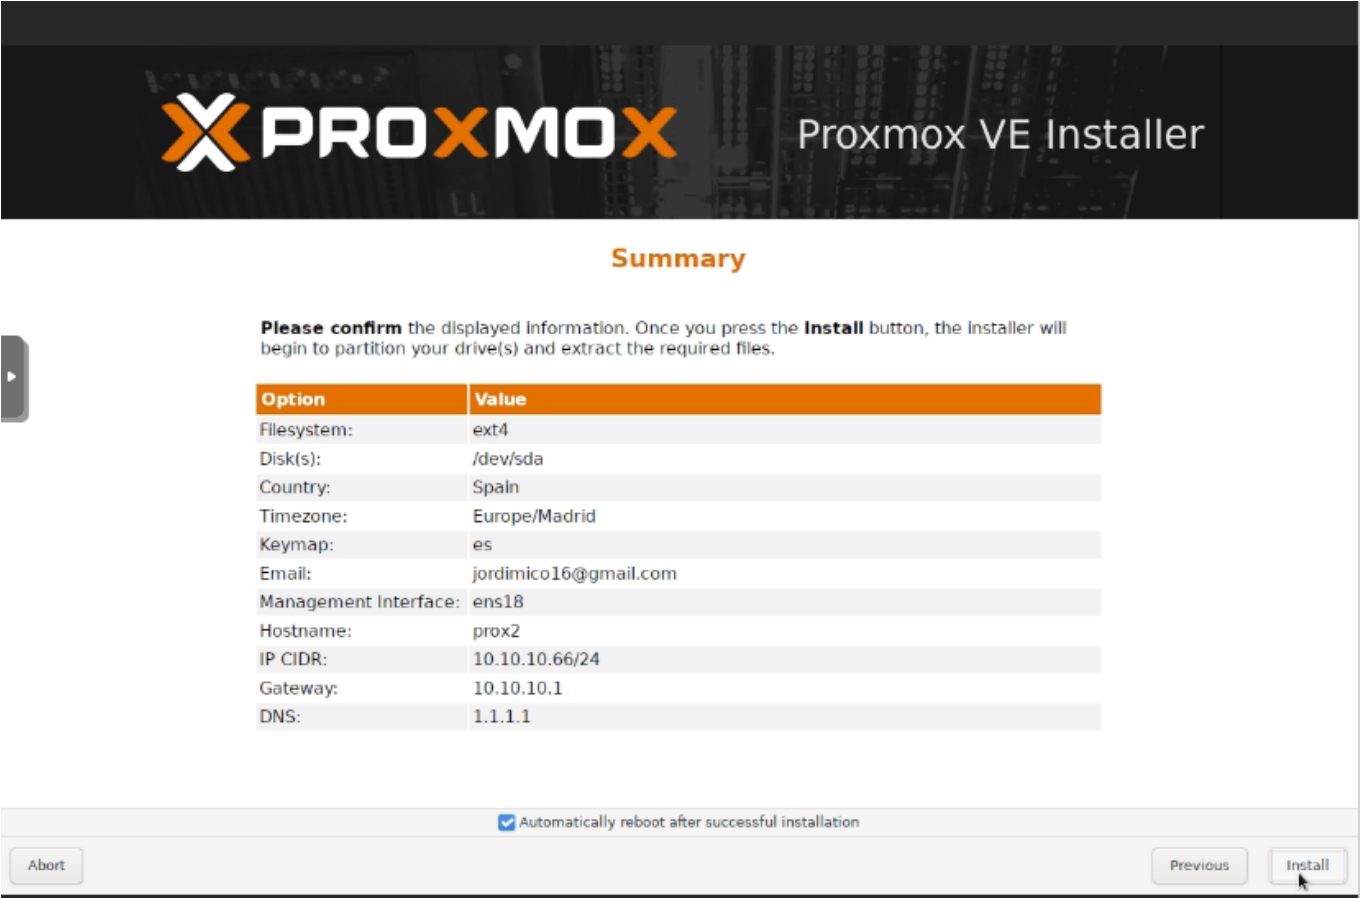 PROXMOX
Proxmox VE Installer
Summary
Please confirm the displayed information. Once you press the Install button, the installer will
begin to partition your drive(s) and extract the required files.
Option Value
Filesystem: ext4
Disk(s): /dev/sda
Country: Spain
Timezone: Europe/Madrid
Keymap: es
Email: jordimico16@gmail.com
Management Interface: ens18
Hostname: prox2
IP CIDR: 10.10.10.66/24
Gateway: 10.10.10.1
DNS: 1.1.1.1
Automatically reboot after successful installation
Abort Previous Install